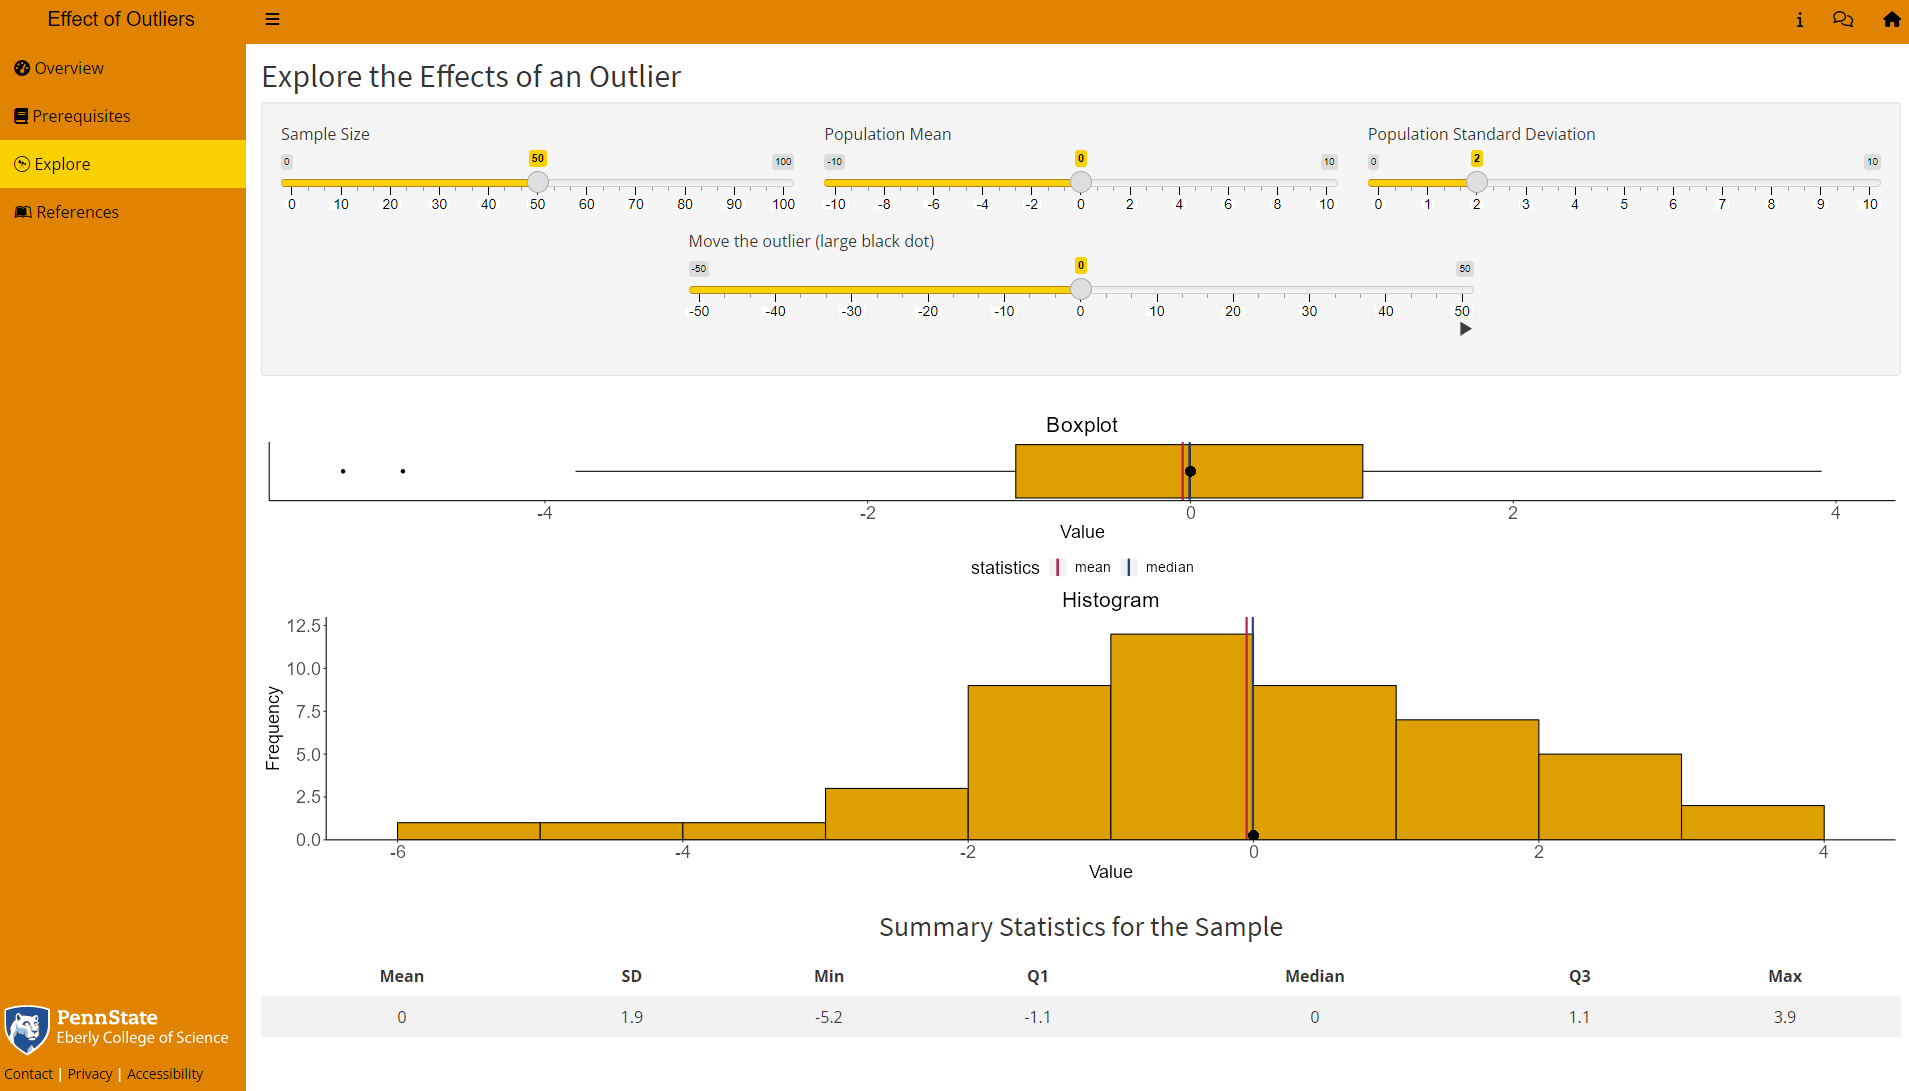 Effect of Outliers
Overview
Prerequisites
Explore
References
Explore the Effects of an Outlier
Sample Size
Population Mean
Population Standard Deviation
0 50 100
-10 0 10
0 2 10
0 10 20 30 40 50 60 70 80 90 100
-10 -8 -6 -4 -2 0 2 4 6 8 10
0 1 2 3 4 5 6 7 8 9 10
Move the outlier (large black dot)
-50 0 50
-50 -40 -30 -20 -10 0 10 20 30 40 50
Boxplot
-4 -2 0 2 4
Value
statistics mean median
Histogram
Frequency
12.5
10.0
7.5
5.0
2.5
0.0
-6 -4 -2 0 2 4
Value
Summary Statistics for the Sample
Mean SD Min Q1 Median Q3 Max
0 1.9 -5.2 -1.1 0 1.1 3.9
PennState
Eberly College of Science
Contact | Privacy | Accessibility